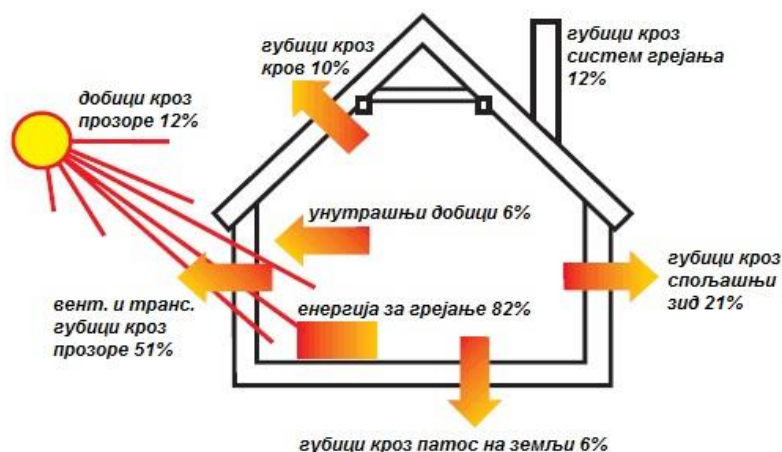 губици кроз
кров 10%
губици кроз
систем грејања
12%
добици кроз
прозоре 12%
унутрашњи добици 6%
губици кроз
спољашњи
зид 21%
вент. и транс.
губици кроз
прозоре 51%
енергија за грејање 82%
губици кроз патос на земљи 6%